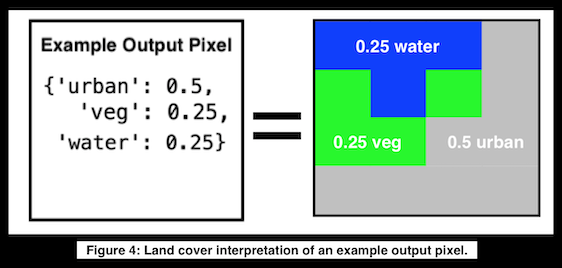 Example Output Pixel
{'urban': 0.5,
'veg': 0.25,
'water': 0.25}
=
0.25 water
0.25 veg
0.5 urban
Figure 4: Land cover interpretation of an example output pixel.